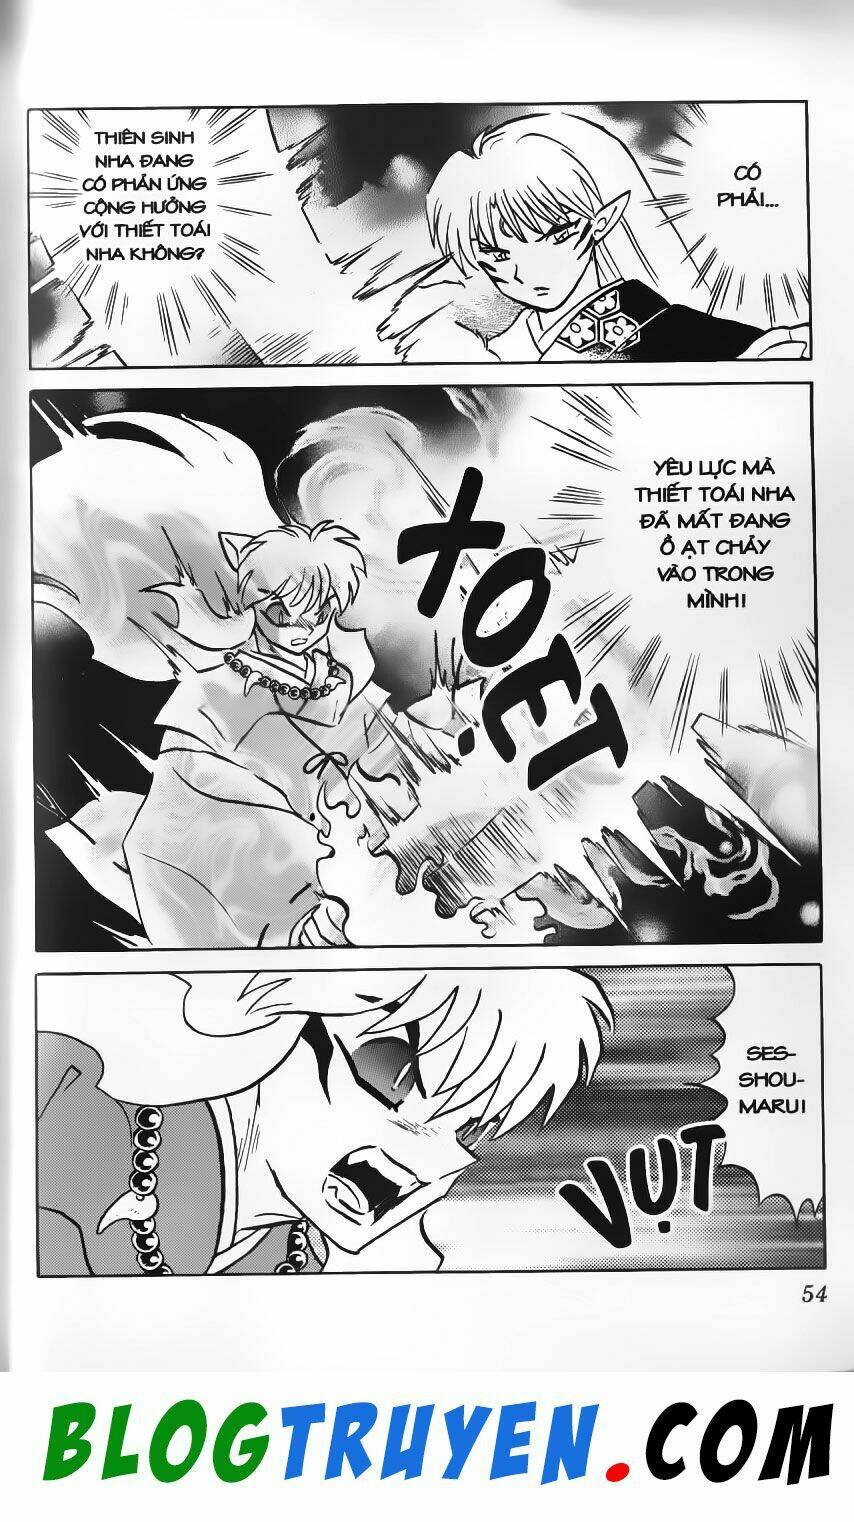 CÓ
PHẢI...
THIÊN SINH
NHA ĐANG
CÓ PHẢN ỨNG
CỘNG HƯỞNG
VỚI THIẾT TOÁI
NHA KHÔNG?
YÊU LỰC MÀ
THIẾT TOÁI NHA
ĐÃ MẤT ĐANG
Ồ ẠT CHẢY
VÀO TRONG
MÌNH!
XOẸT
SES-
SHOU-
MARU!
VỤT
54
BLOGTRUYEN.COM